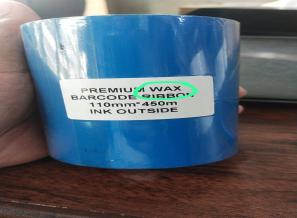 PREMIUM WAX
BARCODE RIBBON
110mm*450m
INK OUTSIDE